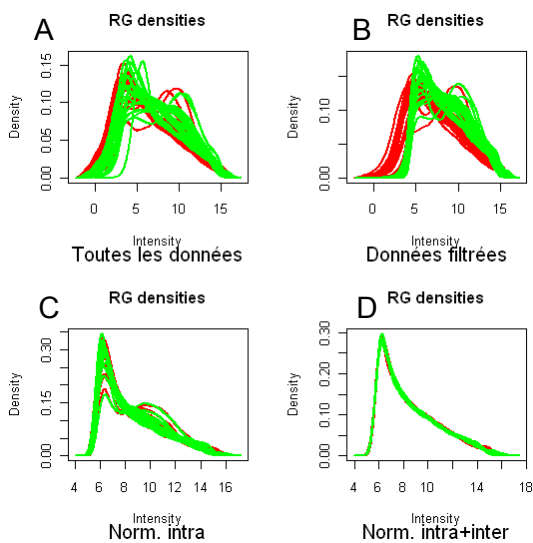 A
RG densities
Density
0.00 0.05 0.10 0.15
0 5 10 15
Intensity
Toutes les données
B
RG densities
Density
0.00 0.10
0 5 10 15
Intensity
Données filtrées
C
RG densities
Density
0.00 0.15 0.30
4 6 8 10 12 14 16
Intensity
Norm. intra
D
RG densities
Density
0.00 0.10 0.20 0.30
4 6 8 10 14 18
Intensity
Norm. intra+inter